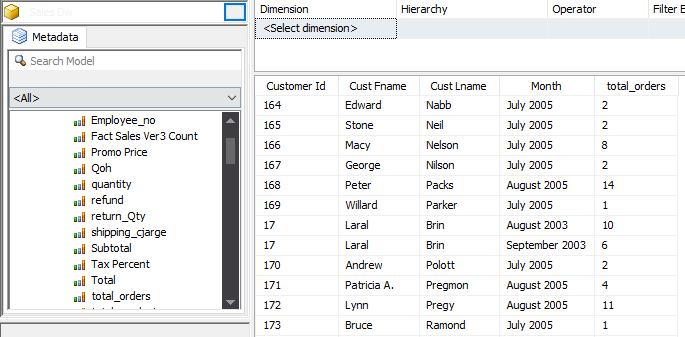 Sales Dw
Metadata
Search Model
<All>
Employee_no
Fact Sales Ver3 Count
Promo Price
Qoh
quantity
refund
return_Qty
shipping_cjarge
Subtotal
Tax Percent
Total
total_orders
Dimension Hierarchy Operator Filter E
<Select dimension>
Customer Id Cust Fname Cust Lname Month total_orders
164 Edward Nabb July 2005 2
165 Stone Neil July 2005 2
166 Macy Nelson July 2005 8
167 George Nilson July 2005 2
168 Peter Packs August 2005 14
169 Willard Parker July 2005 1
17 Laral Brin August 2003 10
17 Laral Brin September 2003 6
170 Andrew Polott July 2005 2
171 Patricia A. Pregmon August 2005 4
172 Lynn Pregy August 2005 11
173 Bruce Ramond July 2005 1